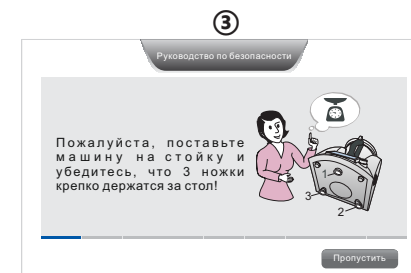 ③
Руководство по безопасности
Пожалуйста, поставьте
машину на стойку и
убедитесь, что 3 ножки
крепко держатся за стол!
1
3
2
Пропустить